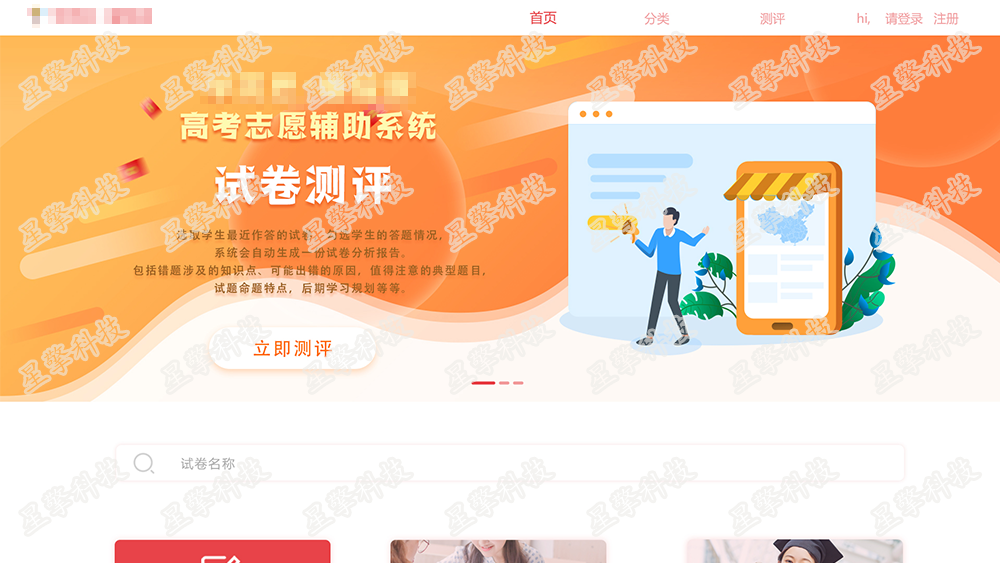 首页 分类 测评 hi, 请登录 注册
高考志愿辅助系统
试卷测评
选取学生最近作答的试卷，勾选学生的答题情况，
系统会自动生成一份试卷分析报告。
包括错题涉及的知识点、可能出错的原因，值得注意的典型题目，
试题命题特点，后期学习规划等等。
立即测评
试卷名称
星擎科技